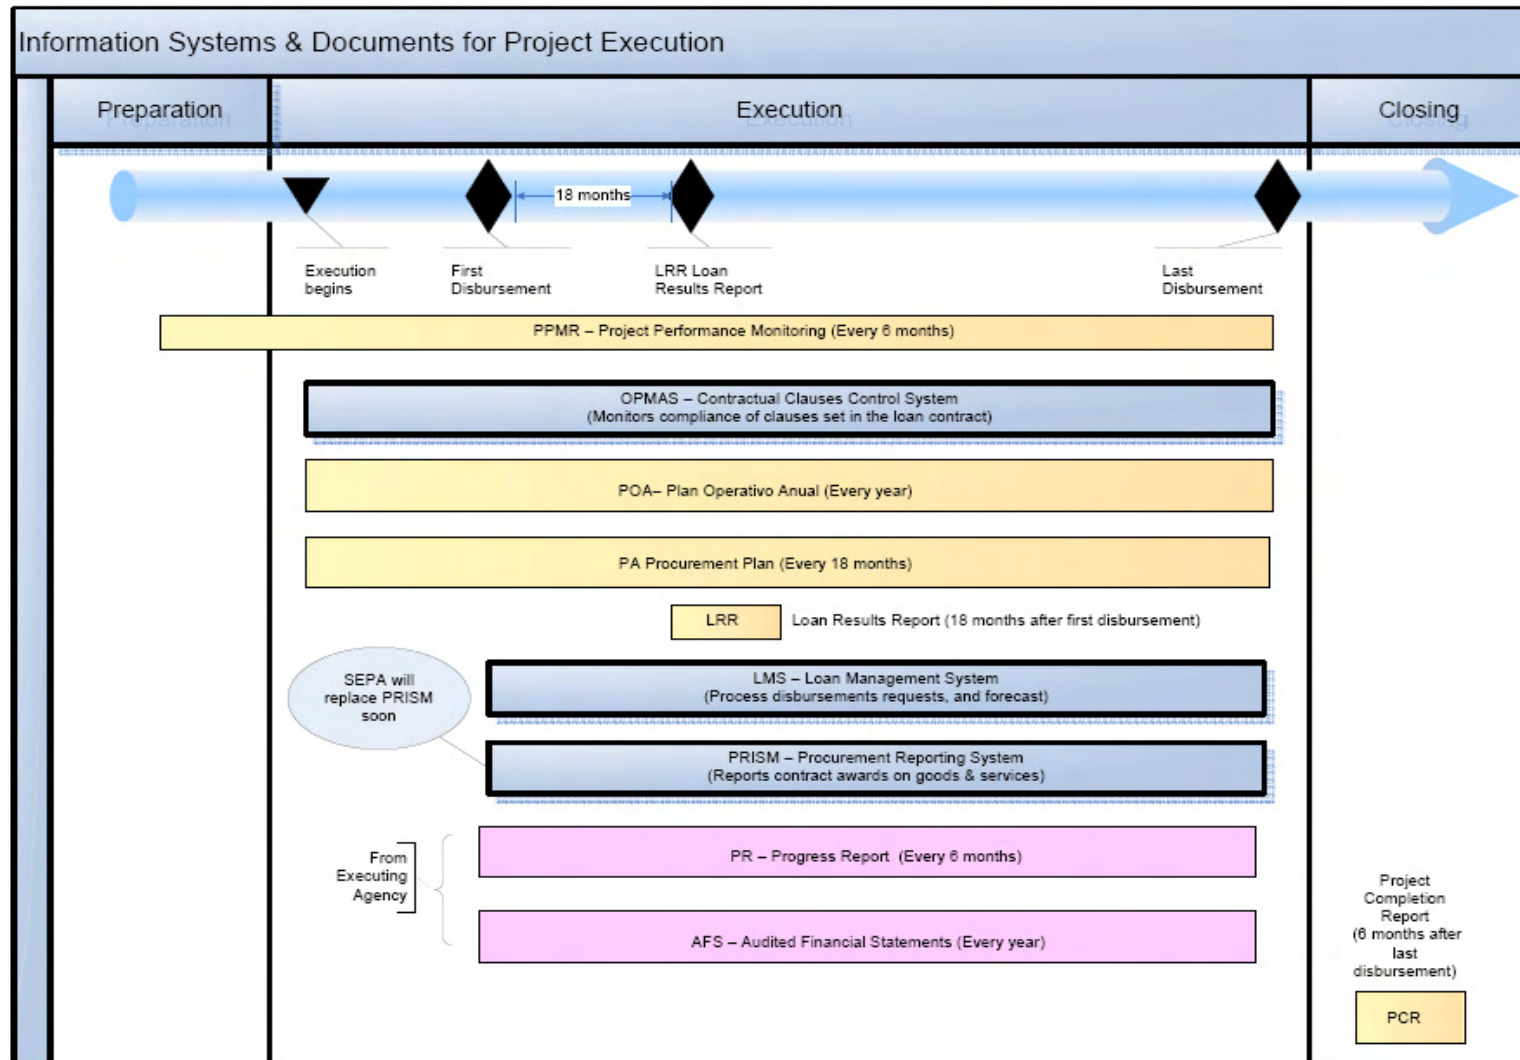 Information Systems & Documents for Project Execution
Preparation
Execution
Closing
18 months
Execution
begins
First
Disbursement
LRR Loan
Results Report
Last
Disbursement
PPMR – Project Performance Monitoring (Every 6 months)
OPMAS – Contractual Clauses Control System
(Monitors compliance of clauses set in the loan contract)
POA– Plan Operativo Anual (Every year)
PA Procurement Plan (Every 18 months)
LRR
Loan Results Report (18 months after first disbursement)
SEPA will
replace PRISM
soon
LMS – Loan Management System
(Process disbursements requests, and forecast)
PRISM – Procurement Reporting System
(Reports contract awards on goods & services)
From
Executing
Agency
PR – Progress Report (Every 6 months)
AFS – Audited Financial Statements (Every year)
Project
Completion
Report
(6 months after
last
disbursement)
PCR